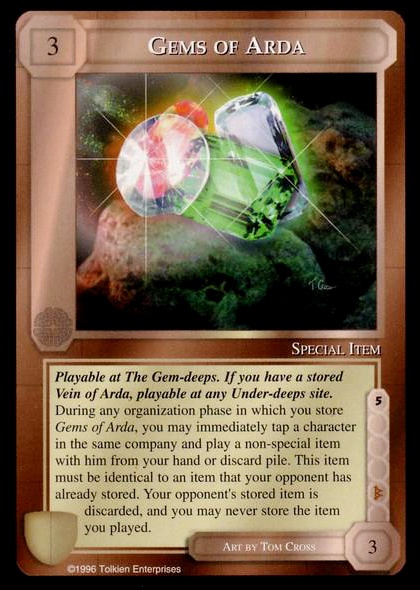 3
GEMS OF ARDA
SPECIAL ITEM
Playable at The Gem-deeps. If you have a stored
Vein of Arda, playable at any Under-deeps site.
During any organization phase in which you store
Gems of Arda, you may immediately tap a character
in the same company and play a non-special item
with him from your hand or discard pile. This item
must be identical to an item that your opponent has
already stored. Your opponent's stored item is
discarded, and you may never store the item
you played.
5
ART BY TOM CROSS
3
©1996 Tolkien Enterprises